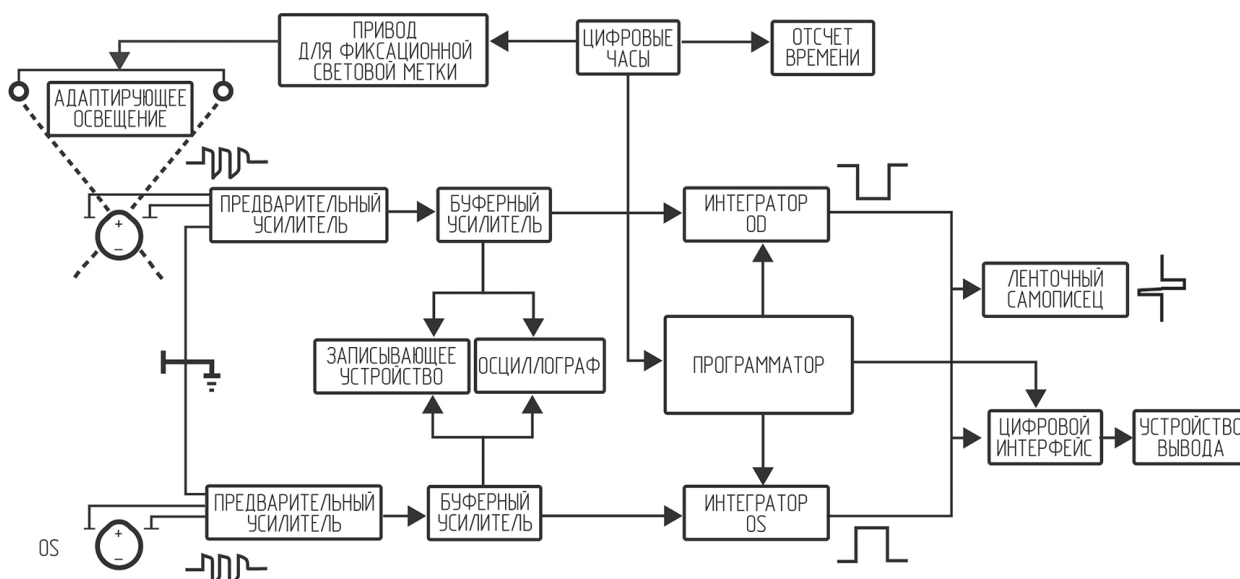 ПРИВОД
ДЛЯ ФИКСАЦИОННОЙ
СВЕТОВОЙ МЕТКИ
ЦИФРОВЫЕ
ЧАСЫ
ОТСЧЕТ
ВРЕМЕНИ
АДАПТИРУЮЩЕЕ
ОСВЕЩЕНИЕ
ПРЕДВАРИТЕЛЬНЫЙ
УСИЛИТЕЛЬ
БУФЕРНЫЙ
УСИЛИТЕЛЬ
ИНТЕГРАТОР
OD
+
–
ЛЕНТОЧНЫЙ
САМОПИСЕЦ
ЗАПИСЫВАЮЩЕЕ
УСТРОЙСТВО
ОСЦИЛЛОГРАФ
ПРОГРАММАТОР
ЦИФРОВОЙ
ИНТЕРФЕЙС
УСТРОЙСТВО
ВЫВОДА
ПРЕДВАРИТЕЛЬНЫЙ
УСИЛИТЕЛЬ
БУФЕРНЫЙ
УСИЛИТЕЛЬ
ИНТЕГРАТОР
OS
OS
+
–